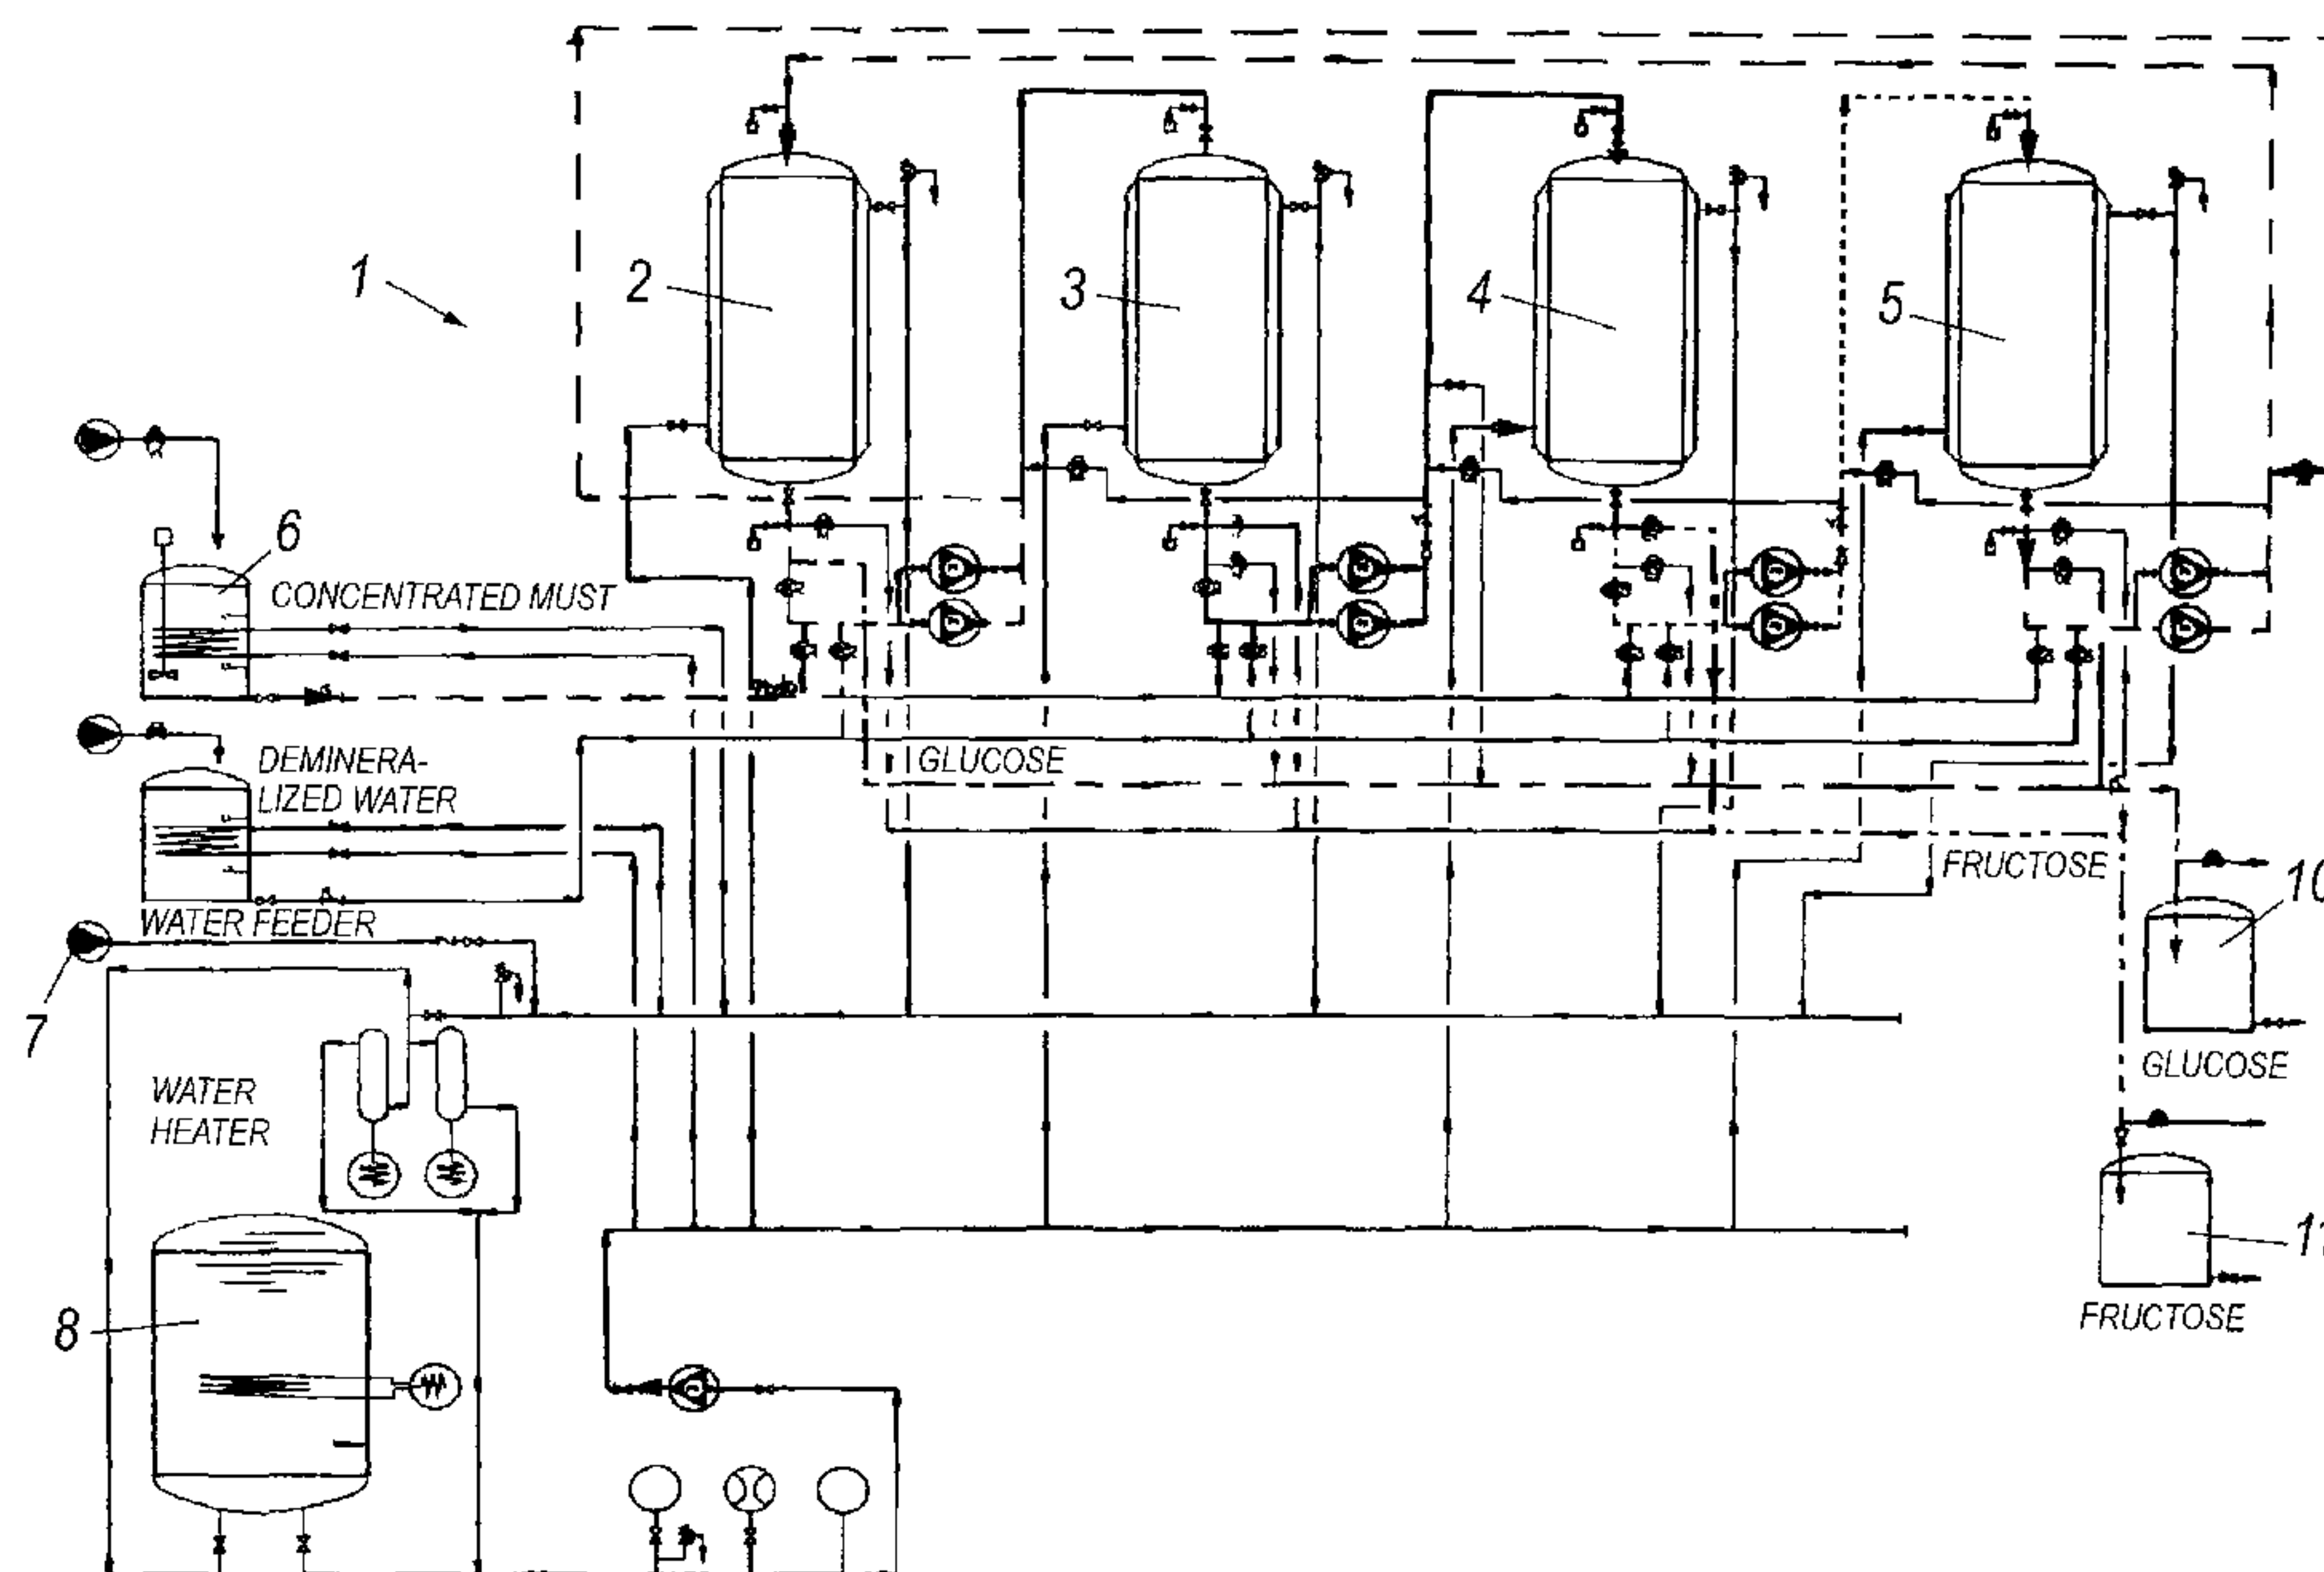 1
2
3
4
5
6
CONCENTRATED MUST
DEMINERA-
LIZED WATER
GLUCOSE
FRUCTOSE
WATER FEEDER
7
10
GLUCOSE
WATER
HEATER
8
FRUCTOSE